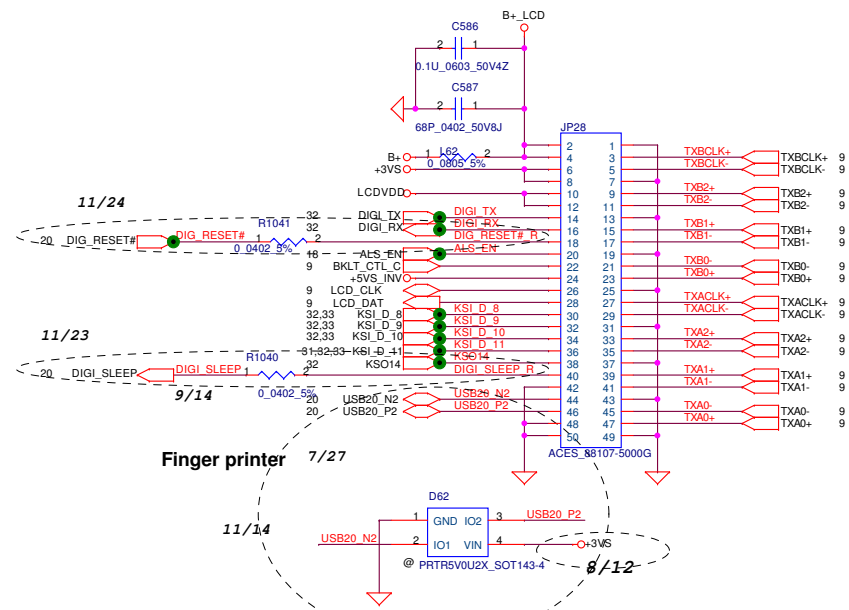 B+_LCD
C586
2 1
0.1U_0603_50V4Z
C587
2 1
68P_0402_50V8J
JP28
B+ 1 L62 2
0_0805_5%
+3VS
LCDVDD
2 1
4 3 TXBCLK+ TXBCLK+ 9
6 5 TXBCLK- TXBCLK- 9
8 7
10 9 TXB2+ TXB2+ 9
12 11 TXB2- TXB2- 9
11/24
32 DIGI_TX DIGI_TX 14 13
32 DIGI_RX DIGI_RX 16 15 TXB1+ TXB1+ 9
20 DIG_RESET# DIG_RESET# 1 R1041 2 DIG_RESET#_R 18 17 TXB1- TXB1- 9
0_0402_5%
18 ALS_EN ALS_EN 20 19
9 BKLT_CTL_C 22 21 TXB0- TXB0- 9
+5VS_INV 24 23 TXB0+ TXB0+ 9
9 LCD_CLK 26 25
9 LCD_DAT 28 27 TXACLK+ TXACLK+ 9
32,33 KSI_D_8 KSI_D_8 30 29 TXACLK- TXACLK- 9
32,33 KSI_D_9 KSI_D_9 32 31
32,33 KSI_D_10 KSI_D_10 34 33 TXA2+ TXA2+ 9
11/23
31,32,33 KSI_D_11 KSI_D_11 36 35 TXA2- TXA2- 9
32 KSO14 KSO14 38 37
20 DIGI_SLEEP DIGI_SLEEP 1 R1040 2 DIGI_SLEEP_R 40 39 TXA1+ TXA1+ 9
9/14
0_0402_5%
42 41 TXA1- TXA1- 9
20 USB20_N2 USB20_N2 44 43
20 USB20_P2 USB20_P2 46 45 TXA0- TXA0- 9
48 47 TXA0+ TXA0+ 9
50 49
ACES_88107-5000G
Finger printer 7/27
11/14
D62
1 GND IO2 3 USB20_P2
USB20_N2 2 IO1 VIN 4 +3VS
@ PRTR5V0U2X_SOT143-4
8/12